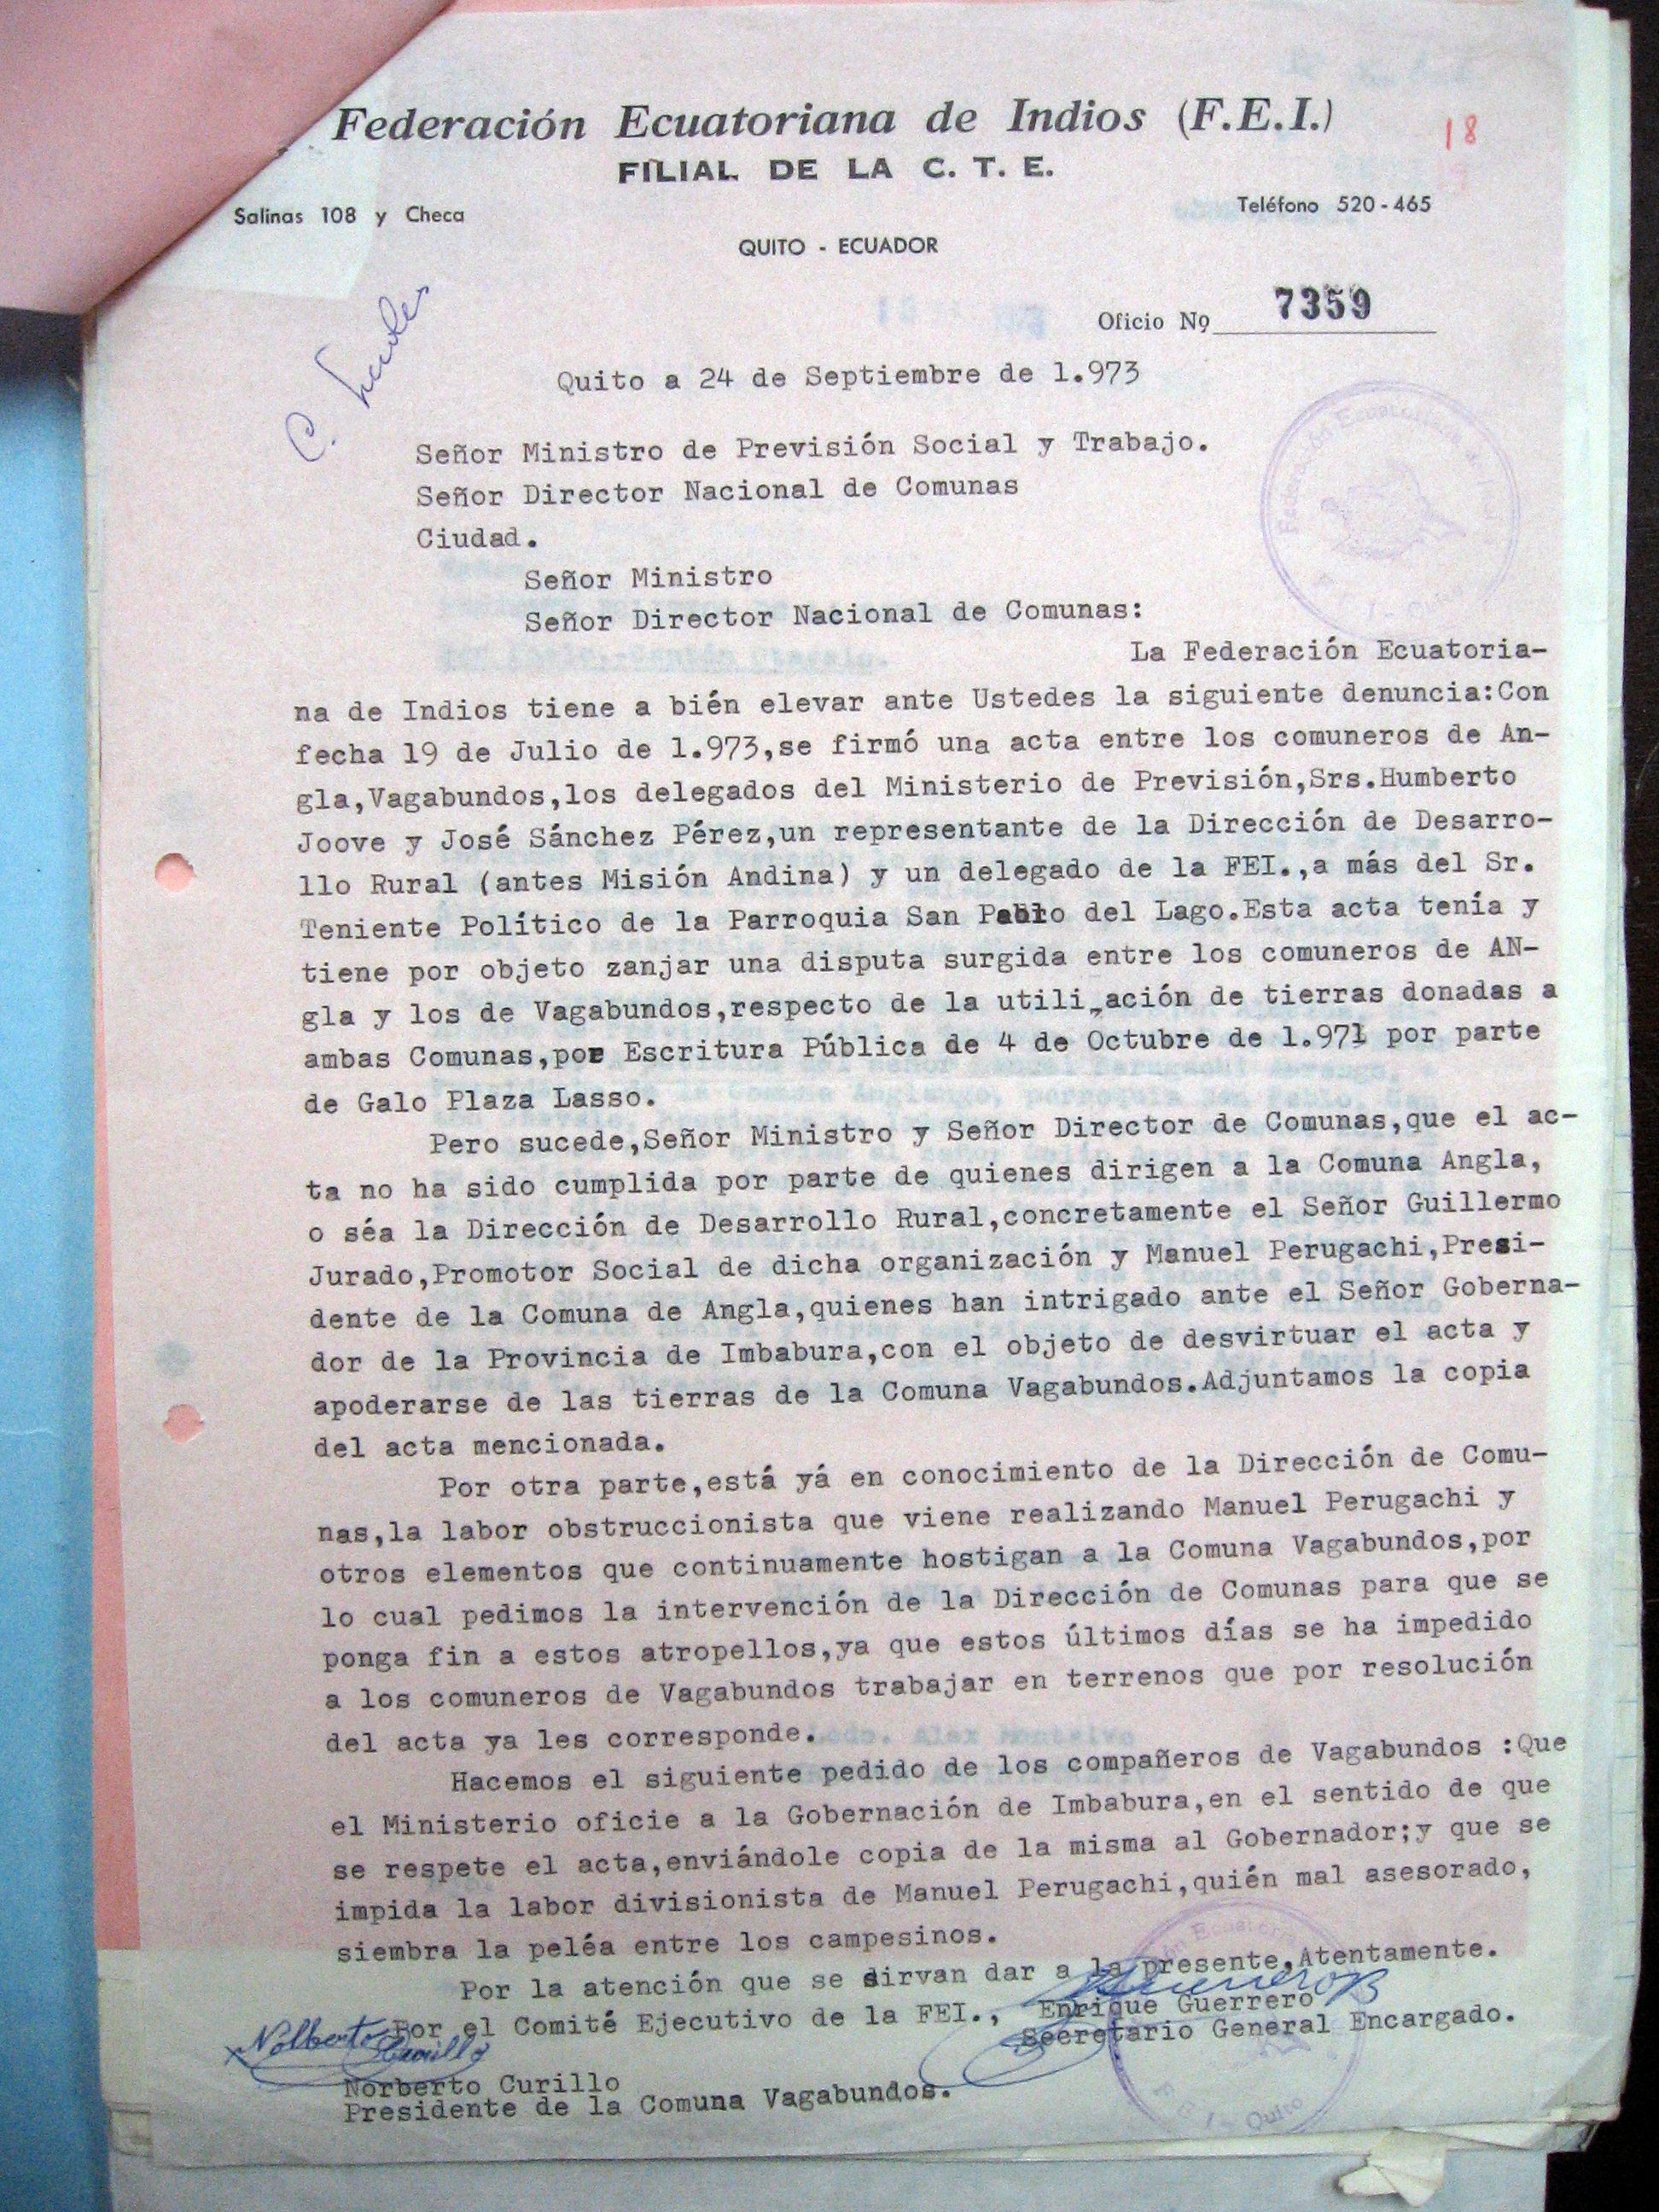 Federación Ecuatoriana de Indios (F.E.I.)
18
FILIAL DE LA C. T. E.
Salinas 108 y Checa
Teléfono 520-465
QUITO - ECUADOR
Oficio Nº 7359
C.
Quito a 24 de Septiembre de 1.973
Señor Ministro de Previsión Social y Trabajo.
Señor Director Nacional de Comunas
Ciudad.
Señor Ministro
Señor Director Nacional de Comunas:
La Federación Ecuatoria-
na de Indios tiene a bién elevar ante Ustedes la siguiente denuncia:Con
fecha 19 de Julio de 1.973,se firmó una acta entre los comuneros de An-
gla,Vagabundos,los delegados del Ministerio de Previsión,Srs.Humberto
Joove y José Sánchez Pérez,un representante de la Dirección de Desarro-
llo Rural (antes Misión Andina) y un delegado de la FEI.,a más del Sr.
Teniente Político de la Parroquia San Pablo del Lago.Esta acta tenía y
tiene por objeto zanjar una disputa surgida entre los comuneros de AN-
gla y los de Vagabundos,respecto de la utili,ación de tierras donadas a
ambas Comunas,por Escritura Pública de 4 de Octubre de 1.971 por parte
de Galo Plaza Lasso.
Pero sucede,Señor Ministro y Señor Director de Comunas,que el ac-
ta no ha sido cumplida por parte de quienes dirigen a la Comuna Angla,
o séa la Dirección de Desarrollo Rural,concretamente el Señor Guillermo
Jurado,Promotor Social de dicha organización y Manuel Perugachi,Presi-
dente de la Comuna de Angla,quienes han intrigado ante el Señor Goberna-
dor de la Provincia de Imbabura,con el objeto de desvirtuar el acta y
apoderarse de las tierras de la Comuna Vagabundos.Adjuntamos la copia
del acta mencionada.
Por otra parte,está yá en conocimiento de la Dirección de Comu-
nas,la labor obstruccionista que viene realizando Manuel Perugachi y
otros elementos que continuamente hostigan a la Comuna Vagabundos,por
lo cual pedimos la intervención de la Dirección de Comunas para que se
ponga fin a estos atropellos,ya que estos últimos días se ha impedido
a los comuneros de Vagabundos trabajar en terrenos que por resolución
del acta ya les corresponde.
Hacemos el siguiente pedido de los compañeros de Vagabundos :Que
el Ministerio oficie a la Gobernación de Imbabura,en el sentido de que
se respete el acta,enviándole copia de la misma al Gobernador;y que se
impida la labor divisionista de Manuel Perugachi,quién mal asesorado,
siembra la peléa entre los campesinos.
Por la atención que se sirvan dar a la presente,Atentamente.
Por el Comité Ejecutivo de la FEI., Enrique Guerrero
Secretario General Encargado.
Nolberto Curillo
Norberto Curillo
Presidente de la Comuna Vagabundos.